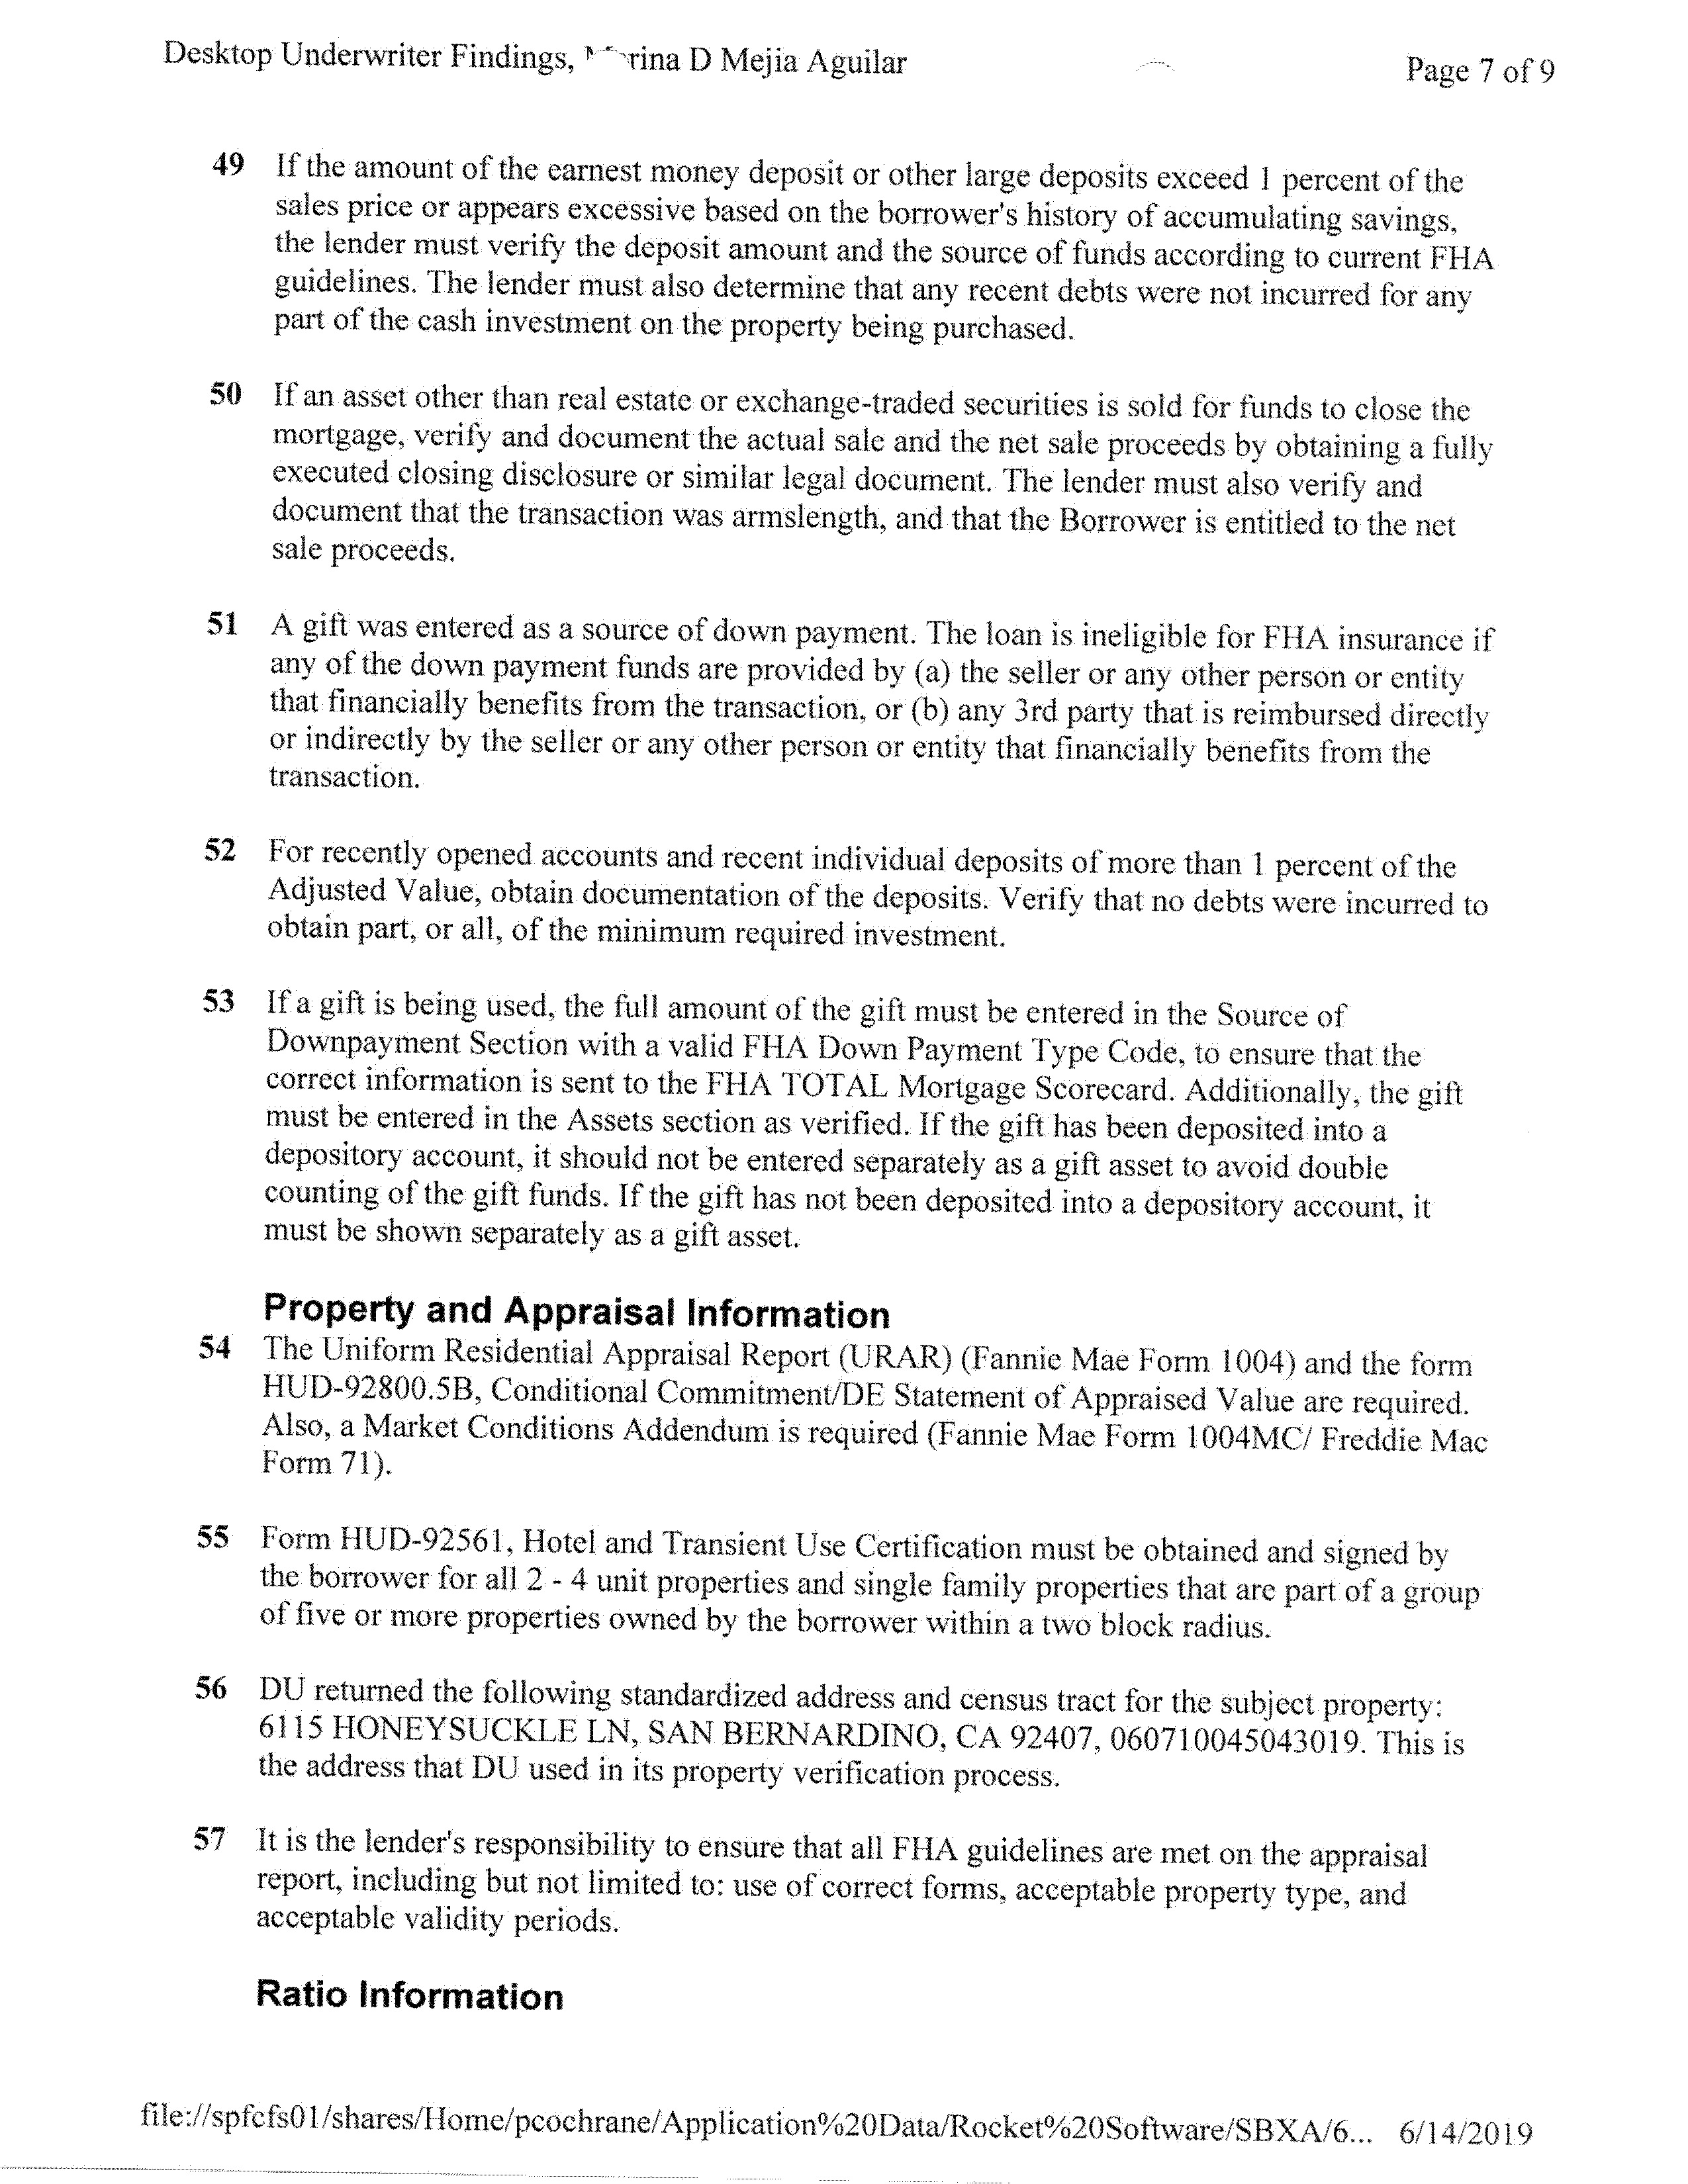 Desktop Underwriter Findings, rina D Mejia Aguilar
Page 7 of 9
49 If the amount of the earnest money deposit or other large deposits exceed 1 percent of the
sales price or appears excessive based on the borrower's history of accumulating savings,
the lender must verify the deposit amount and the source of funds according to current FHA
guidelines. The lender must also determine that any recent debts were not incurred for any
part of the cash investment on the property being purchased.
50 If an asset other than real estate or exchange-traded securities is sold for funds to close the
mortgage, verify and document the actual sale and the net sale proceeds by obtaining a fully
executed closing disclosure or similar legal document. The lender must also verify and
document that the transaction was armslength, and that the Borrower is entitled to the net
sale proceeds.
51 A gift was entered as a source of down payment. The loan is ineligible for FHA insurance if
any of the down payment funds are provided by (a) the seller or any other person or entity
that financially benefits from the transaction, or (b) any 3rd party that is reimbursed directly
or indirectly by the seller or any other person or entity that financially benefits from the
transaction.
52 For recently opened accounts and recent individual deposits of more than 1 percent of the
Adjusted Value, obtain documentation of the deposits. Verify that no debts were incurred to
obtain part, or all, of the minimum required investment.
53 If a gift is being used, the full amount of the gift must be entered in the Source of
Downpayment Section with a valid FHA Down Payment Type Code, to ensure that the
correct information is sent to the FHA TOTAL Mortgage Scorecard. Additionally, the gift
must be entered in the Assets section as verified. If the gift has been deposited into a
depository account, it should not be entered separately as a gift asset to avoid double
counting of the gift funds. If the gift has not been deposited into a depository account, it
must be shown separately as a gift asset.
Property and Appraisal Information
54 The Uniform Residential Appraisal Report (URAR) (Fannie Mae Form 1004) and the form
HUD-92800.5B, Conditional Commitment/DE Statement of Appraised Value are required.
Also, a Market Conditions Addendum is required (Fannie Mae Form 1004MC/ Freddie Mac
Form 71).
55 Form HUD-92561, Hotel and Transient Use Certification must be obtained and signed by
the borrower for all 2 - 4 unit properties and single family properties that are part of a group
of five or more properties owned by the borrower within a two block radius.
56 DU returned the following standardized address and census tract for the subject property:
6115 HONEYSUCKLE LN, SAN BERNARDINO, CA 92407, 060710045043019. This is
the address that DU used in its property verification process.
57 It is the lender's responsibility to ensure that all FHA guidelines are met on the appraisal
report, including but not limited to: use of correct forms, acceptable property type, and
acceptable validity periods.
Ratio Information
file://spfcfs01/shares/Home/pcochrane/Application%20Data/Rocket%20Software/SBXA/6... 6/14/2019